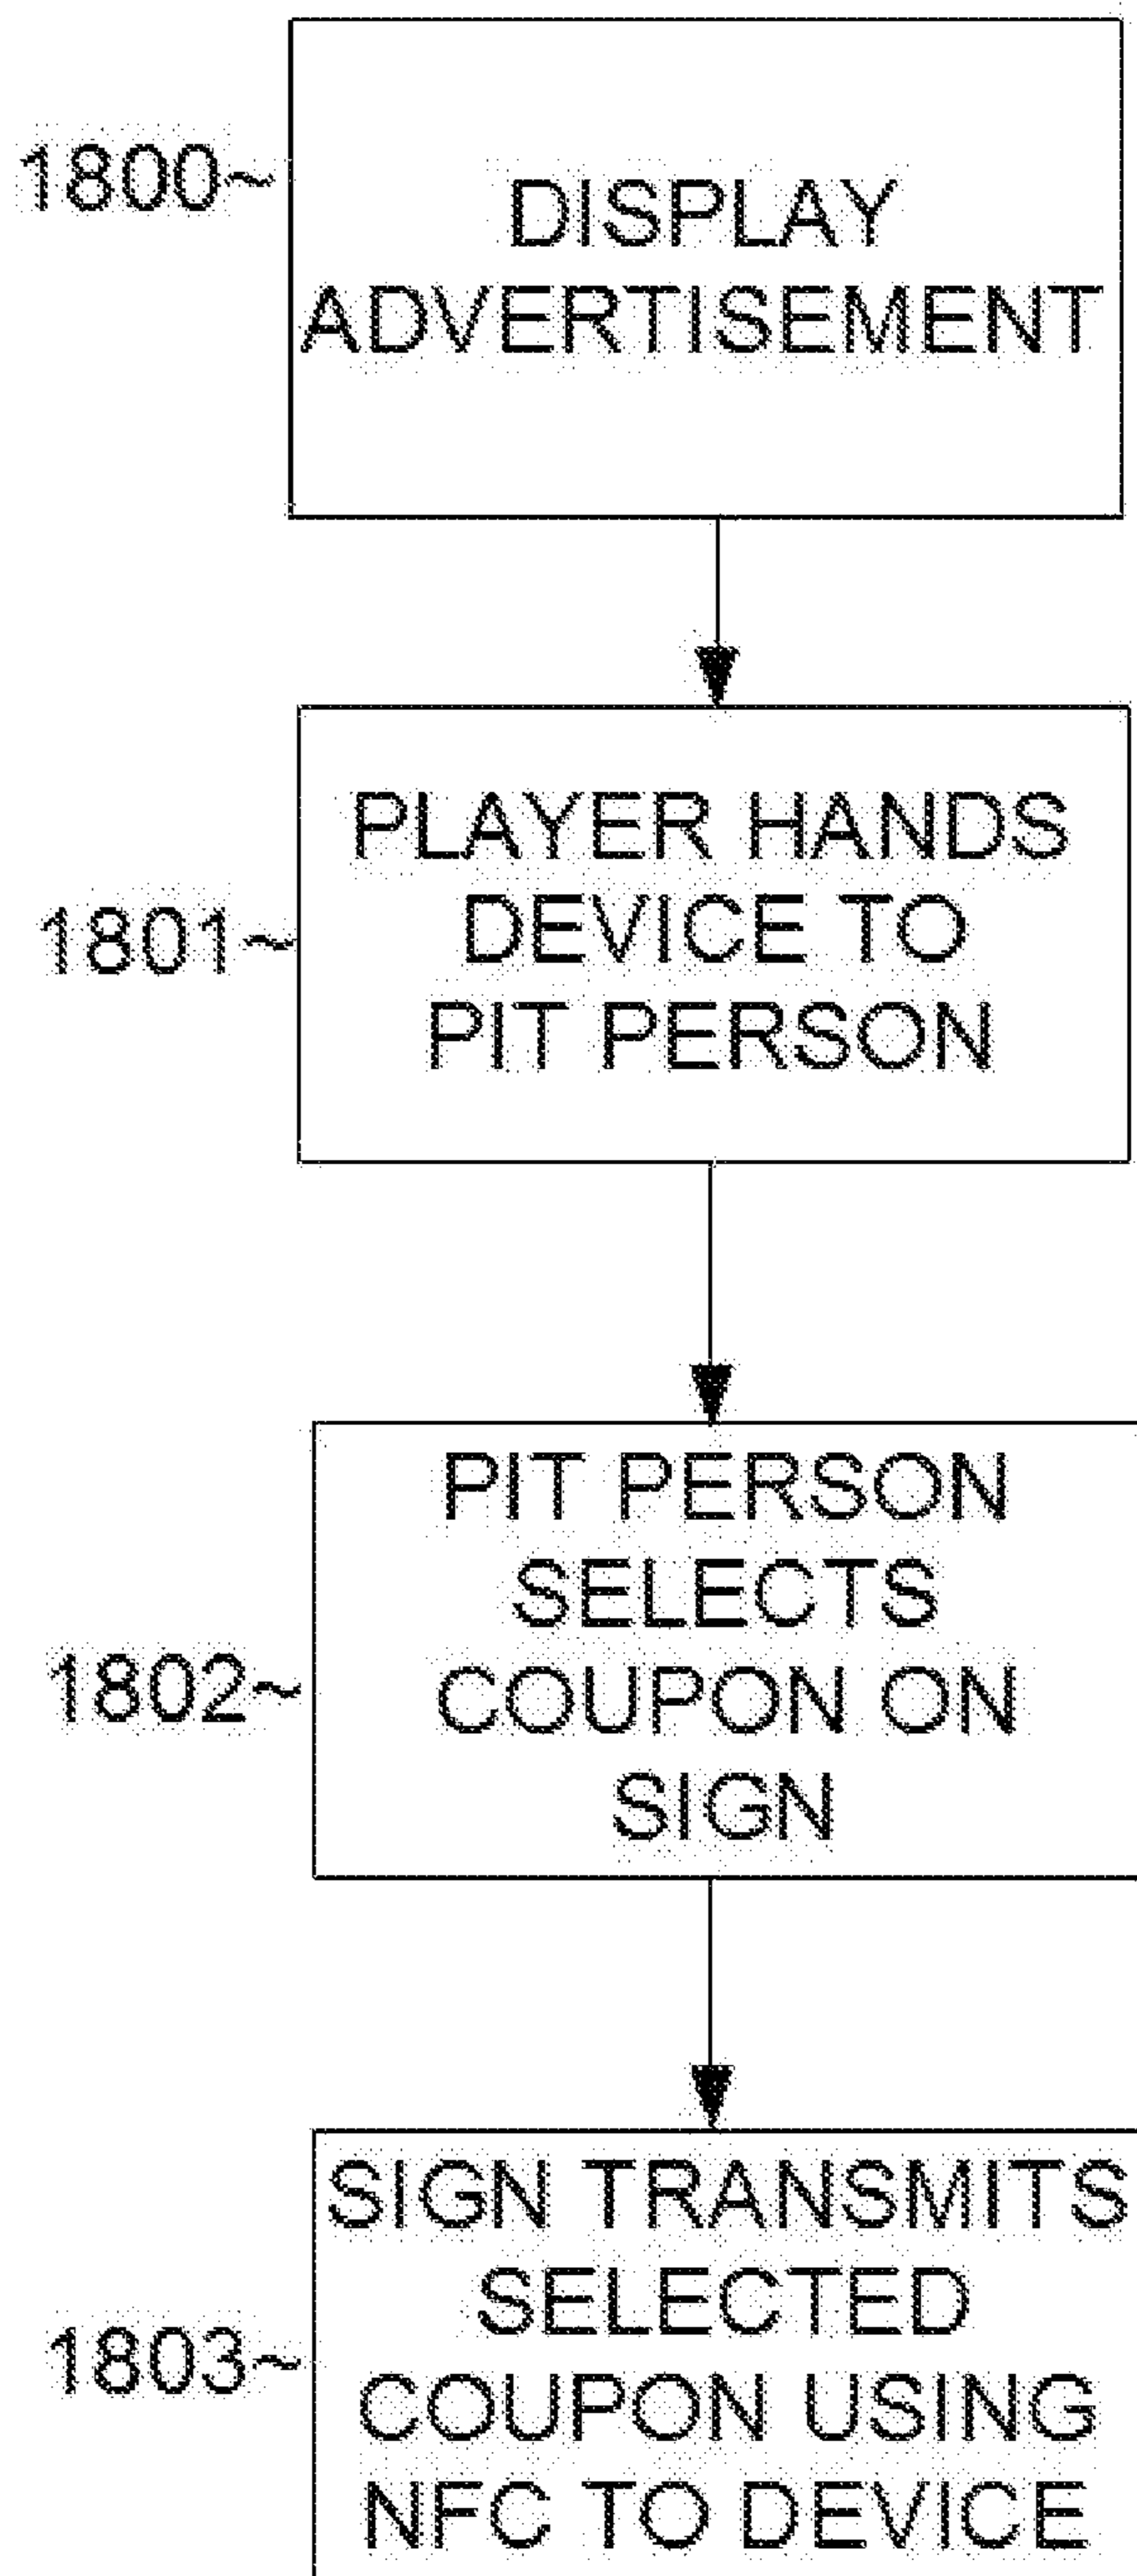 1800~
DISPLAY
ADVERTISEMENT
1801~
PLAYER HANDS
DEVICE TO
PIT PERSON
1802~
PIT PERSON
SELECTS
COUPON ON
SIGN
1803~
SIGN TRANSMITS
SELECTED
COUPON USING
NFC TO DEVICE